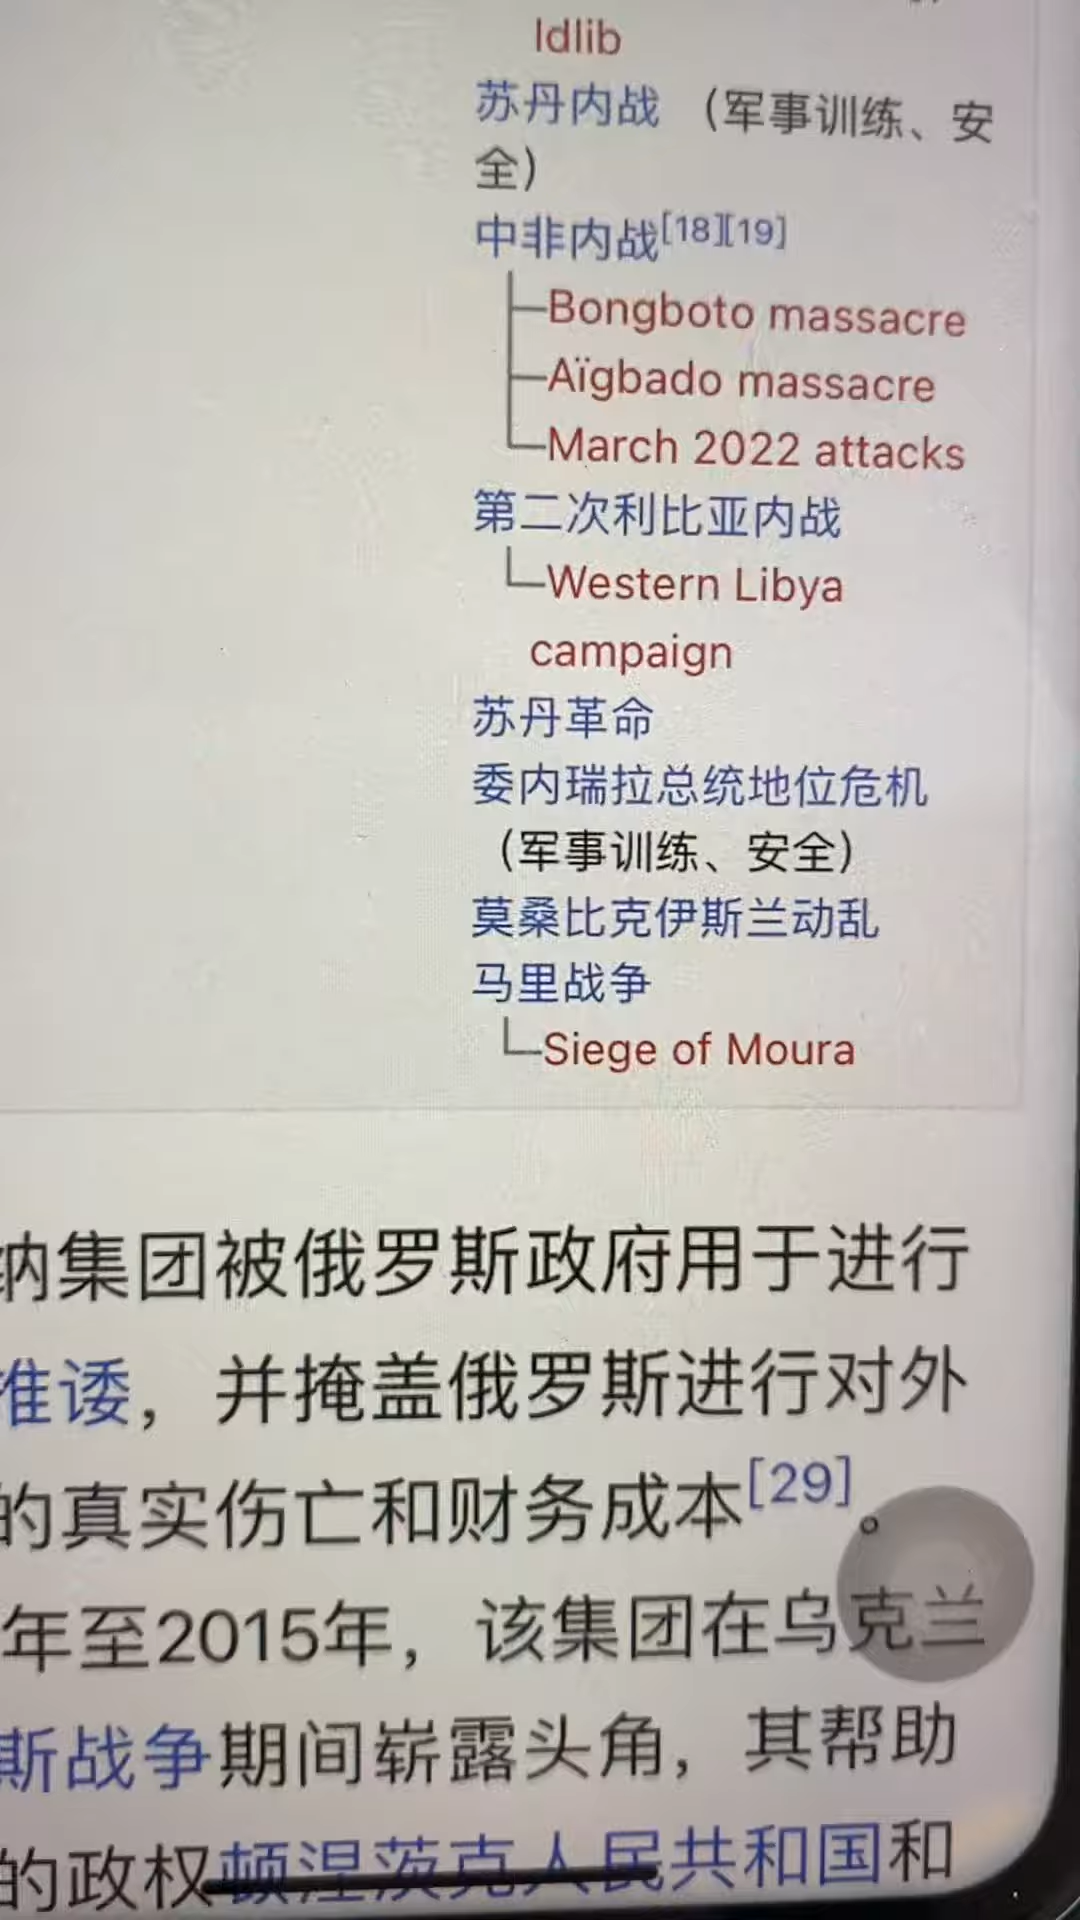 Idlib
苏丹内战 （军事训练、安
全）
中非内战[18][19]
Bongboto massacre
Aïgbado massacre
March 2022 attacks
第二次利比亚内战
Western Libya
campaign
苏丹革命
委内瑞拉总统地位危机
（军事训练、安全）
莫桑比克伊斯兰动乱
马里战争
Siege of Moura
纳集团被俄罗斯政府用于进行
推诿，并掩盖俄罗斯进行对外
的真实伤亡和财务成本[29]。
年至2015年，该集团在乌克兰
斯战争期间崭露头角，其帮助
的政权顿涅茨克人民共和国和